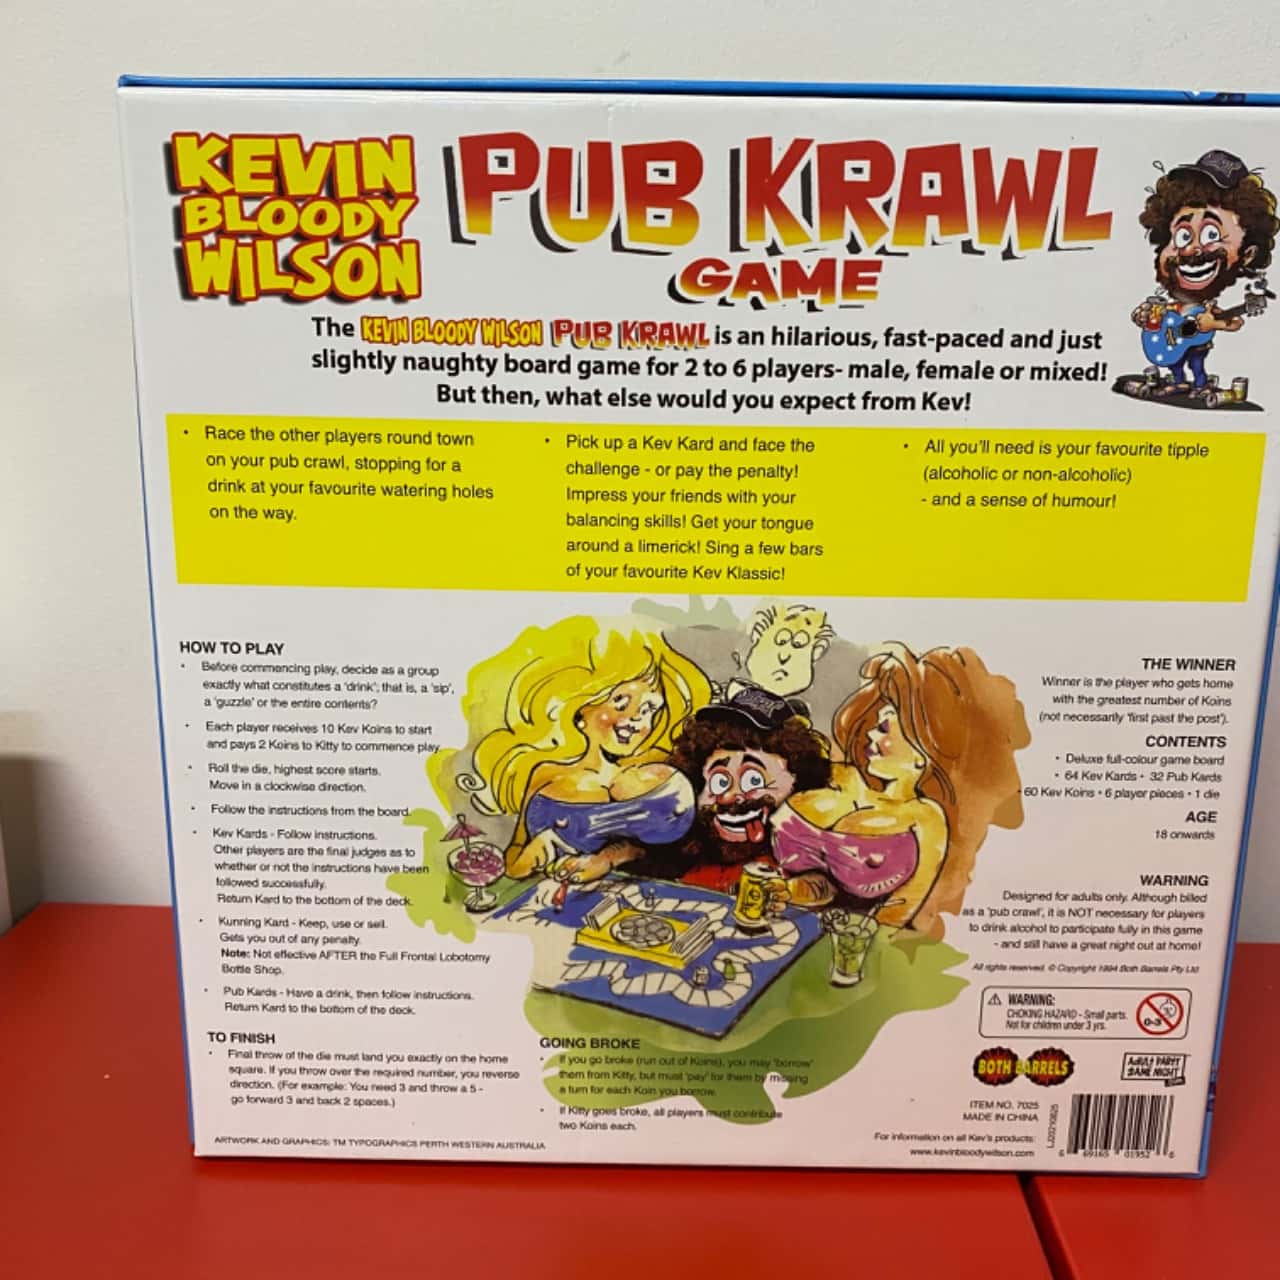 KEVIN
BLOODY
WILSON
PUB KRAWL
GAME
The KEVIN BLOODY WILSON PUB KRAWL is an hilarious, fast-paced and just
slightly naughty board game for 2 to 6 players- male, female or mixed!
But then, what else would you expect from Kev!
• Race the other players round town
on your pub crawl, stopping for a
drink at your favourite watering holes
on the way.
• Pick up a Kev Kard and face the
challenge - or pay the penalty!
Impress your friends with your
balancing skills! Get your tongue
around a limerick! Sing a few bars
of your favourite Kev Klassic!
• All you'll need is your favourite tipple
(alcoholic or non-alcoholic)
- and a sense of humour!
HOW TO PLAY
• Before commencing play, decide as a group
exactly what constitutes a 'drink'; that is, a 'sip',
a 'guzzle' or the entire contents?
• Each player receives 10 Kev Koins to start
and pays 2 Koins to Kitty to commence play.
• Roll the die, highest score starts.
Move in a clockwise direction.
• Follow the instructions from the board.
• Kev Kards - Follow instructions.
Other players are the final judges as to
whether or not the instructions have been
followed successfully.
Return Kard to the bottom of the deck.
• Kunning Kard - Keep, use or sell.
Gets you out of any penalty.
Note: Not effective AFTER the Full Frontal Lobotomy
Bottle Shop.
• Pub Kards - Have a drink, then follow instructions.
Return Kard to the bottom of the deck.
TO FINISH
• Final throw of the die must land you exactly on the home
square. If you throw over the required number, you reverse
direction. (For example: You need 3 and throw a 5 -
go forward 3 and back 2 spaces.)
GOING BROKE
• If you go broke (run out of Koins), you may 'borrow'
them from Kitty, but must 'pay' for them by missing
a turn for each Koin you borrow.
• If Kitty goes broke, all players must contribute
two Koins each.
THE WINNER
Winner is the player who gets home
with the greatest number of Koins
(not necessarily 'first past the post').
CONTENTS
• Deluxe full-colour game board
• 64 Kev Kards • 32 Pub Kards
• 60 Kev Koins • 6 player pieces • 1 die
AGE
18 onwards
WARNING
Designed for adults only. Although billed
as a 'pub crawl', it is NOT necessary for players
to drink alcohol to participate fully in this game
- and still have a great night out at home!
All rights reserved. © Copyright 1994 Both Barrels Pty Ltd
WARNING:
CHOKING HAZARD - Small parts.
Not for children under 3 yrs.
0-3
BOTH BARRELS
ADULT PARTY
GAME NIGHT
ITEM NO. 7025
MADE IN CHINA
LJ20210825
For information on all Kev's products:
www.kevinbloodywilson.com
6 69165 01952 6
ARTWORK AND GRAPHICS: TM TYPOGRAPHICS PERTH WESTERN AUSTRALIA